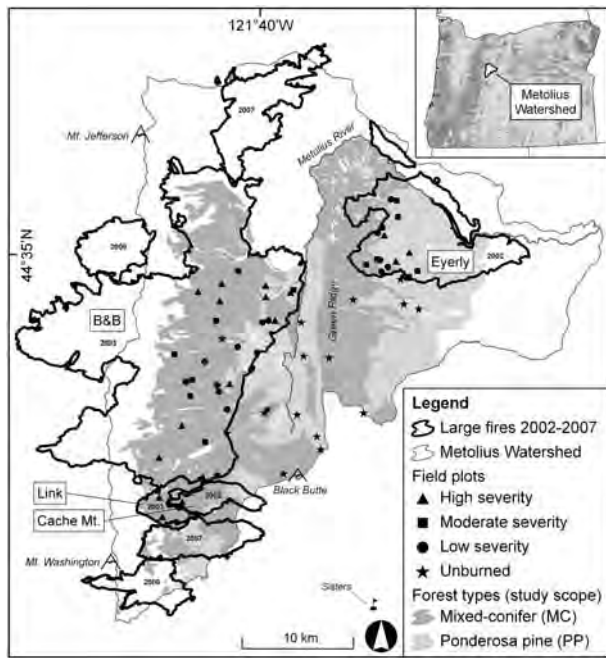 121°40'W
Metolius
Watershed
2007
Mt. Jefferson
Metolius River
44°35'N
Eyerly
2002
B&B
2003
Green Ridge
Legend
Large fires 2002-2007
Metolius Watershed
Field plots
High severity
Moderate severity
Low severity
Unburned
Forest types (study scope)
Mixed-conifer (MC)
Ponderosa pine (PP)
Black Butte
Link
2003
Cache Mt.
2007
Mt. Washington
2006
Sisters
10 km